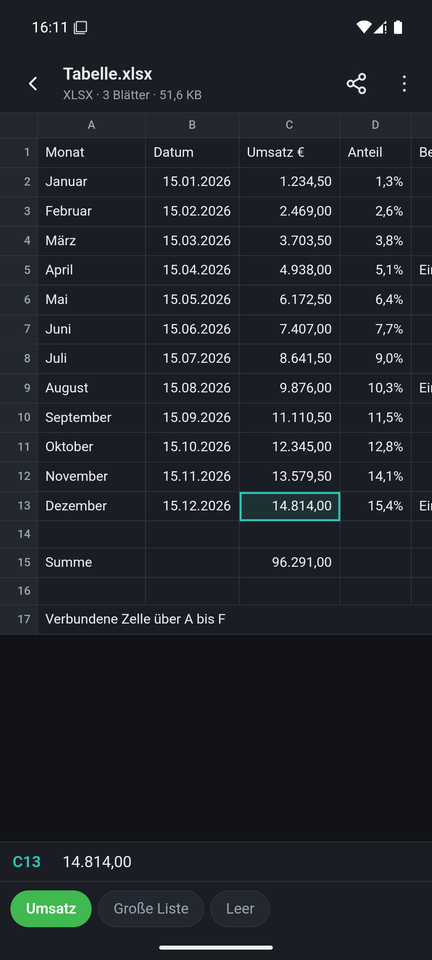 16:11
Tabelle.xlsx
XLSX · 3 Blätter · 51,6 KB
A B C D
1 Monat Datum Umsatz € Anteil Be
2 Januar 15.01.2026 1.234,50 1,3%
3 Februar 15.02.2026 2.469,00 2,6%
4 März 15.03.2026 3.703,50 3,8%
5 April 15.04.2026 4.938,00 5,1% Ein
6 Mai 15.05.2026 6.172,50 6,4%
7 Juni 15.06.2026 7.407,00 7,7%
8 Juli 15.07.2026 8.641,50 9,0%
9 August 15.08.2026 9.876,00 10,3% Ein
10 September 15.09.2026 11.110,50 11,5%
11 Oktober 15.10.2026 12.345,00 12,8%
12 November 15.11.2026 13.579,50 14,1%
13 Dezember 15.12.2026 14.814,00 15,4% Ein
14
15 Summe 96.291,00
16
17 Verbundene Zelle über A bis F
C13 14.814,00
Umsatz Große Liste Leer